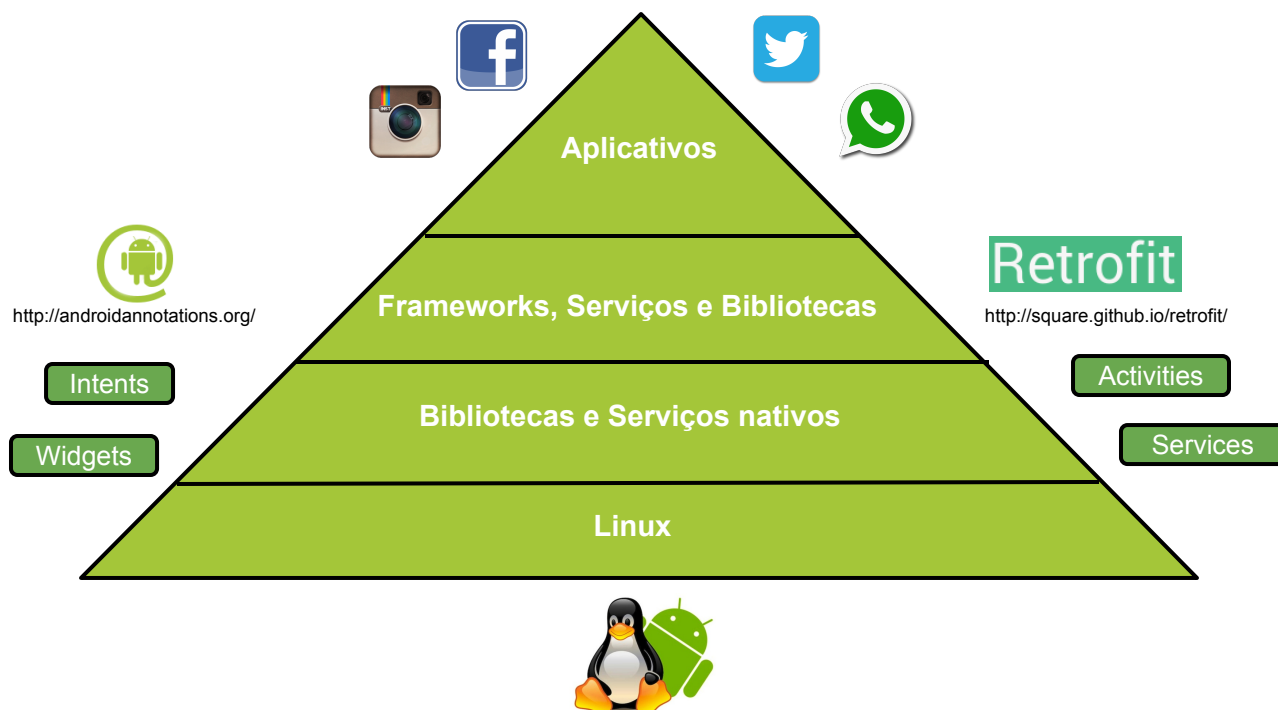 Aplicativos
Frameworks, Serviços e Bibliotecas
Bibliotecas e Serviços nativos
Linux
http://androidannotations.org/
Intents
Widgets
Retrofit
http://square.github.io/retrofit/
Activities
Services